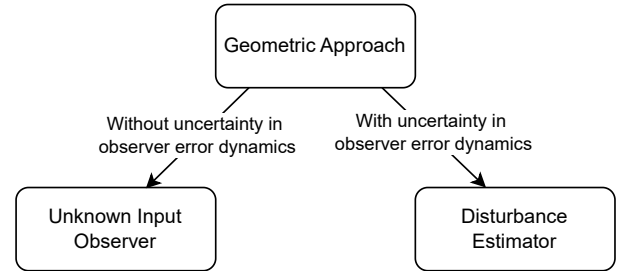 Geometric Approach
Without uncertainty in
observer error dynamics
With uncertainty in
observer error dynamics
Unknown Input
Observer
Disturbance
Estimator